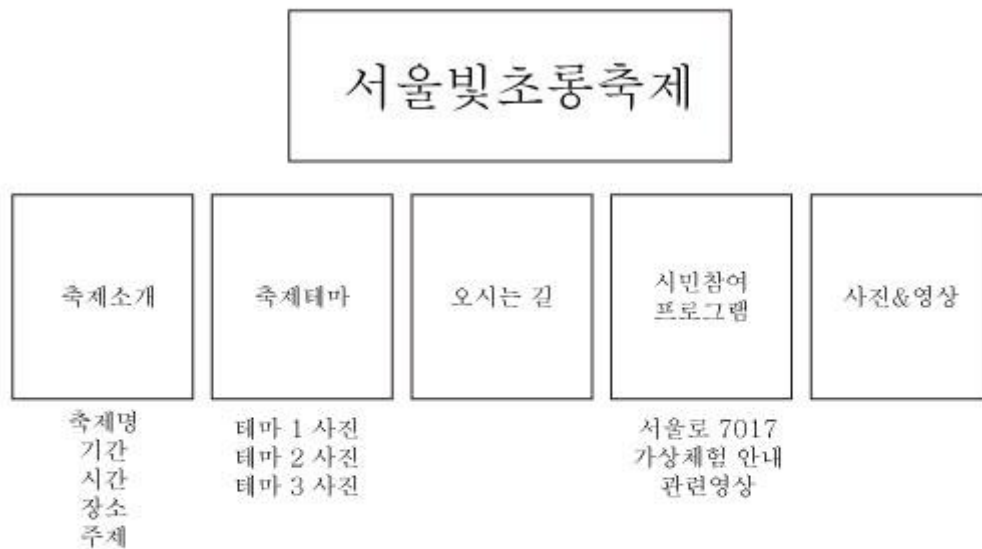 서울빛초롱축제
축제소개
축제테마
오시는 길
시민참여
프로그램
사진&영상
축제명
기간
시간
장소
주제
테마 1 사진
테마 2 사진
테마 3 사진
서울로 7017
가상체험 안내
관련영상